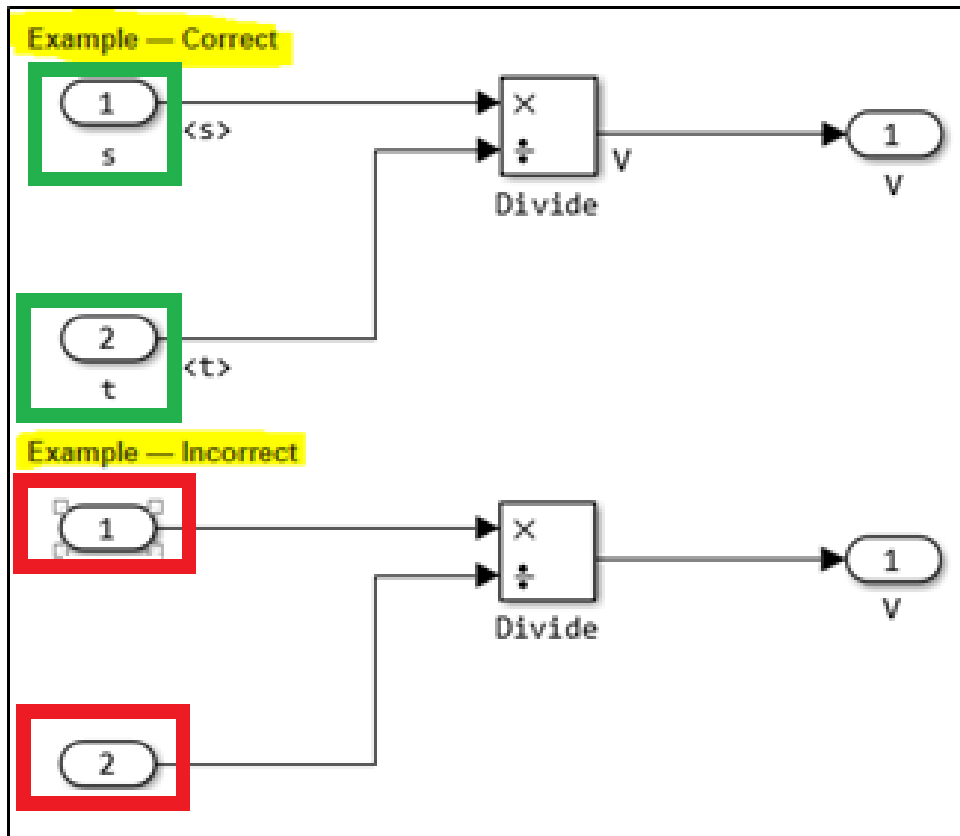 Example — Correct
1
<s>
s
×
÷
Divide
V
1
V
2
<t>
t
Example — Incorrect
1
×
÷
Divide
1
V
2